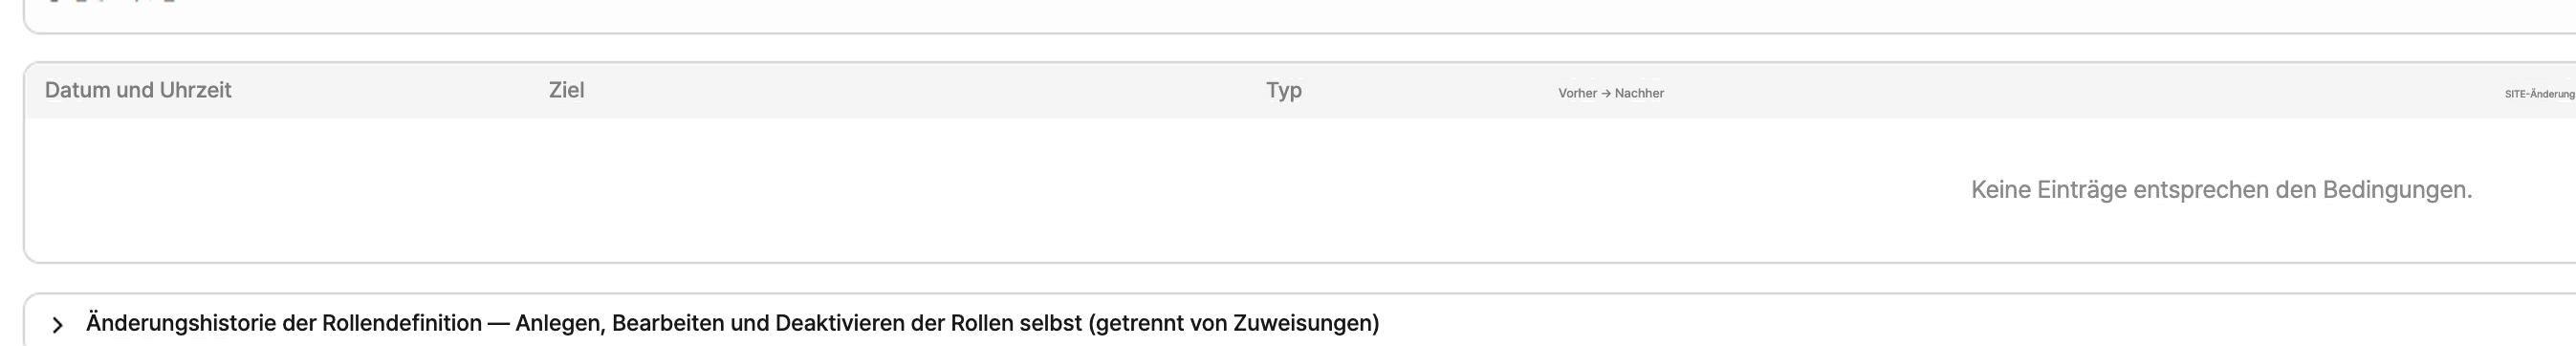 Datum und Uhrzeit Ziel Typ Vorher → Nachher SITE-Änderung
Keine Einträge entsprechen den Bedingungen.
Änderungshistorie der Rollendefinition — Anlegen, Bearbeiten und Deaktivieren der Rollen selbst (getrennt von Zuweisungen)